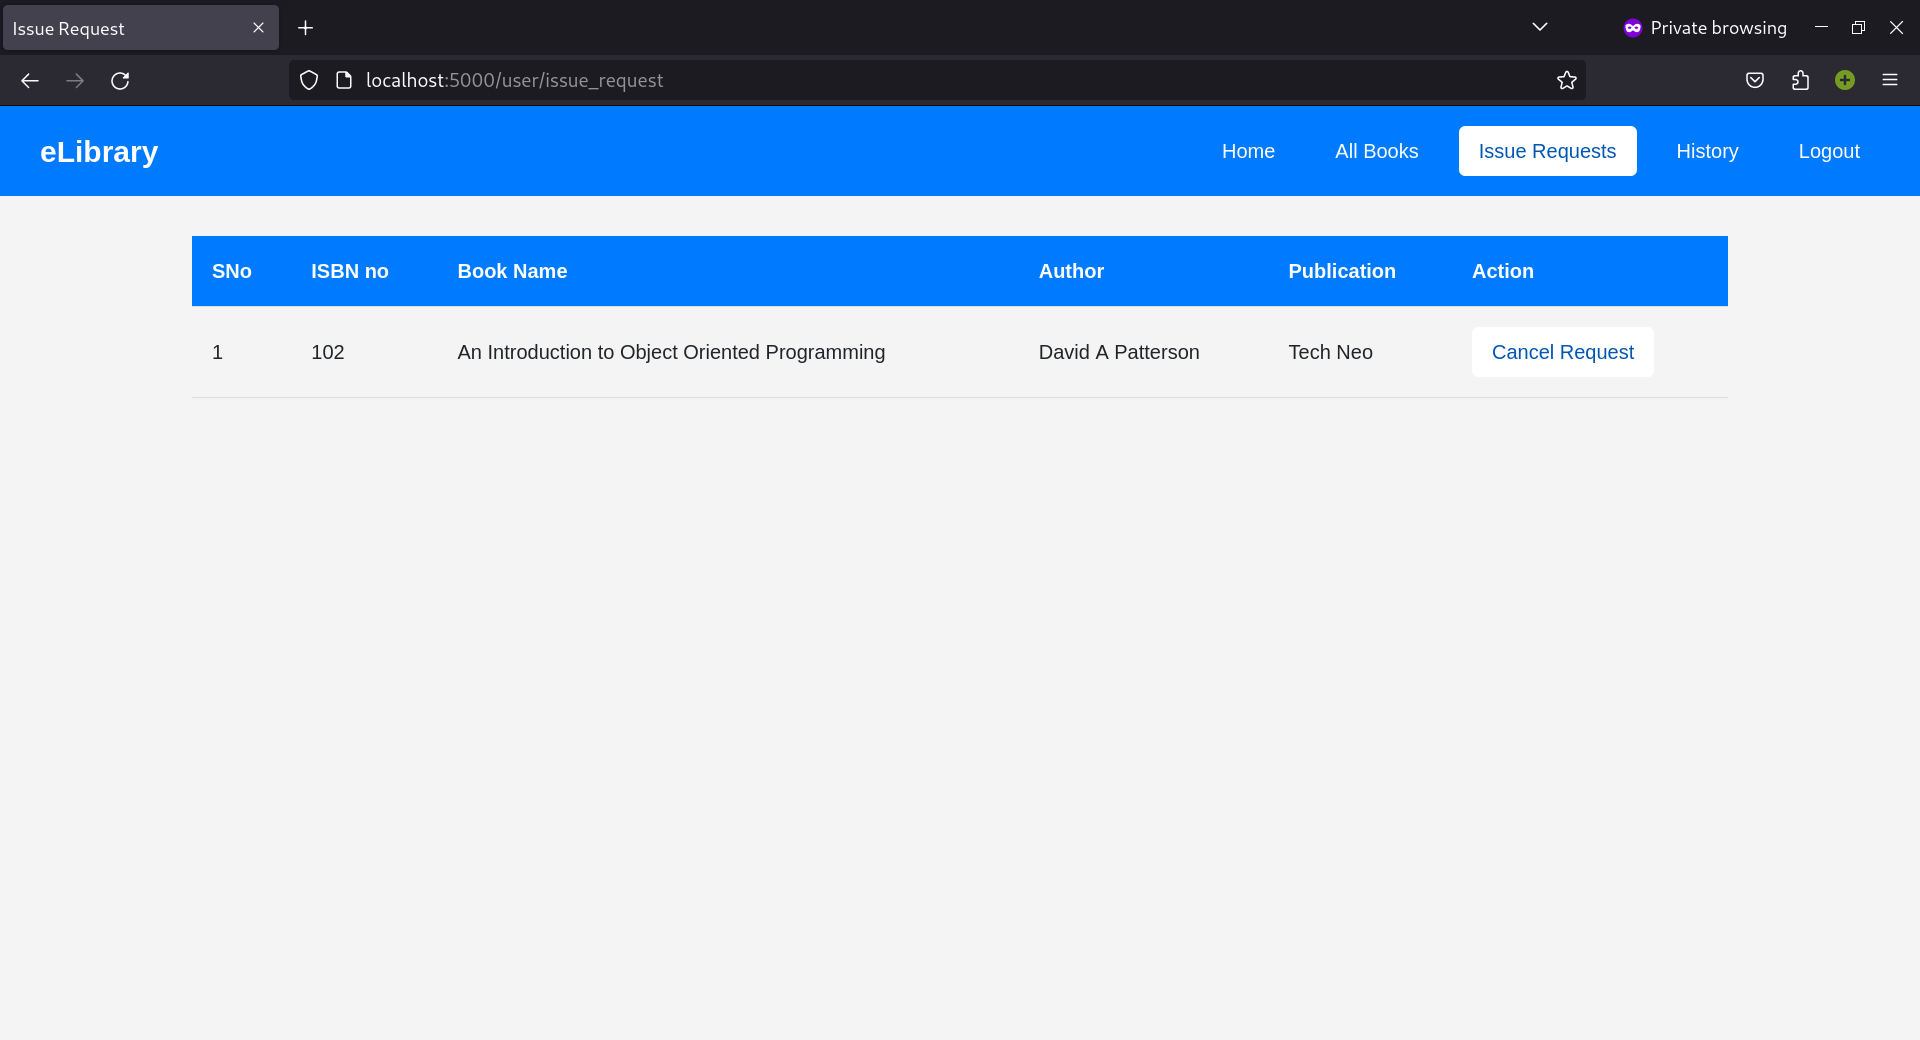 Issue Request
Private browsing
localhost:5000/user/issue_request
eLibrary Home All Books Issue Requests History Logout
SNo ISBN no Book Name Author Publication Action
1 102 An Introduction to Object Oriented Programming David A Patterson Tech Neo Cancel Request